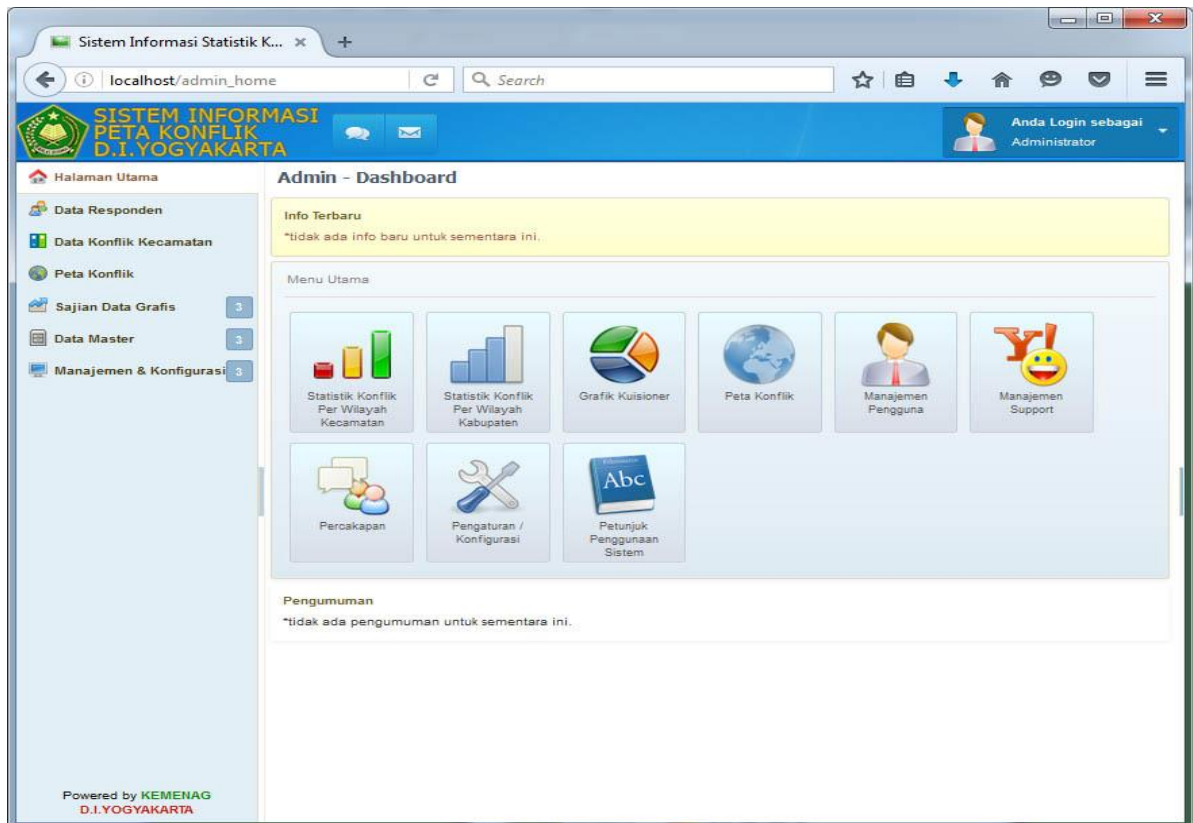 Sistem Informasi Statistik K...
localhost/admin_home
Search
SISTEM INFORMASI
PETA KONFLIK
D.I.YOGYAKARTA
Anda Login sebagai
Administrator
Halaman Utama
Data Responden
Data Konflik Kecamatan
Peta Konflik
Sajian Data Grafis 3
Data Master 3
Manajemen & Konfigurasi 3
Powered by KEMENAG
D.I.YOGYAKARTA
Admin - Dashboard
Info Terbaru
*tidak ada info baru untuk sementara ini.
Menu Utama
Statistik Konflik
Per Wilayah
Kecamatan
Statistik Konflik
Per Wilayah
Kabupaten
Grafik Kuisioner
Peta Konflik
Manajemen
Pengguna
Y!
Manajemen
Support
Percakapan
Pengaturan /
Konfigurasi
Abc
Petunjuk
Penggunaan
Sistem
Pengumuman
*tidak ada pengumuman untuk sementara ini.